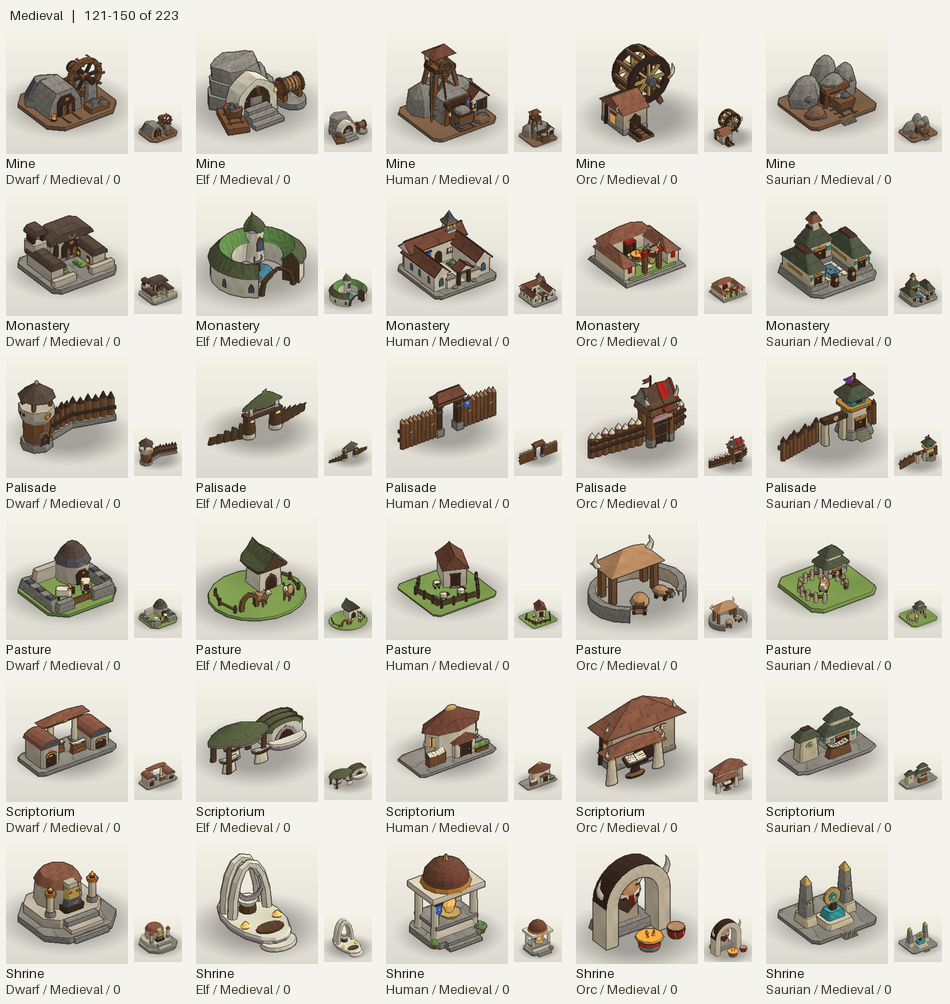 Medieval | 121-150 of 223
Mine
Dwarf / Medieval / 0
Mine
Elf / Medieval / 0
Mine
Human / Medieval / 0
Mine
Orc / Medieval / 0
Mine
Saurian / Medieval / 0
Monastery
Dwarf / Medieval / 0
Monastery
Elf / Medieval / 0
Monastery
Human / Medieval / 0
Monastery
Orc / Medieval / 0
Monastery
Saurian / Medieval / 0
Palisade
Dwarf / Medieval / 0
Palisade
Elf / Medieval / 0
Palisade
Human / Medieval / 0
Palisade
Orc / Medieval / 0
Palisade
Saurian / Medieval / 0
Pasture
Dwarf / Medieval / 0
Pasture
Elf / Medieval / 0
Pasture
Human / Medieval / 0
Pasture
Orc / Medieval / 0
Pasture
Saurian / Medieval / 0
Scriptorium
Dwarf / Medieval / 0
Scriptorium
Elf / Medieval / 0
Scriptorium
Human / Medieval / 0
Scriptorium
Orc / Medieval / 0
Scriptorium
Saurian / Medieval / 0
Shrine
Dwarf / Medieval / 0
Shrine
Elf / Medieval / 0
Shrine
Human / Medieval / 0
Shrine
Orc / Medieval / 0
Shrine
Saurian / Medieval / 0